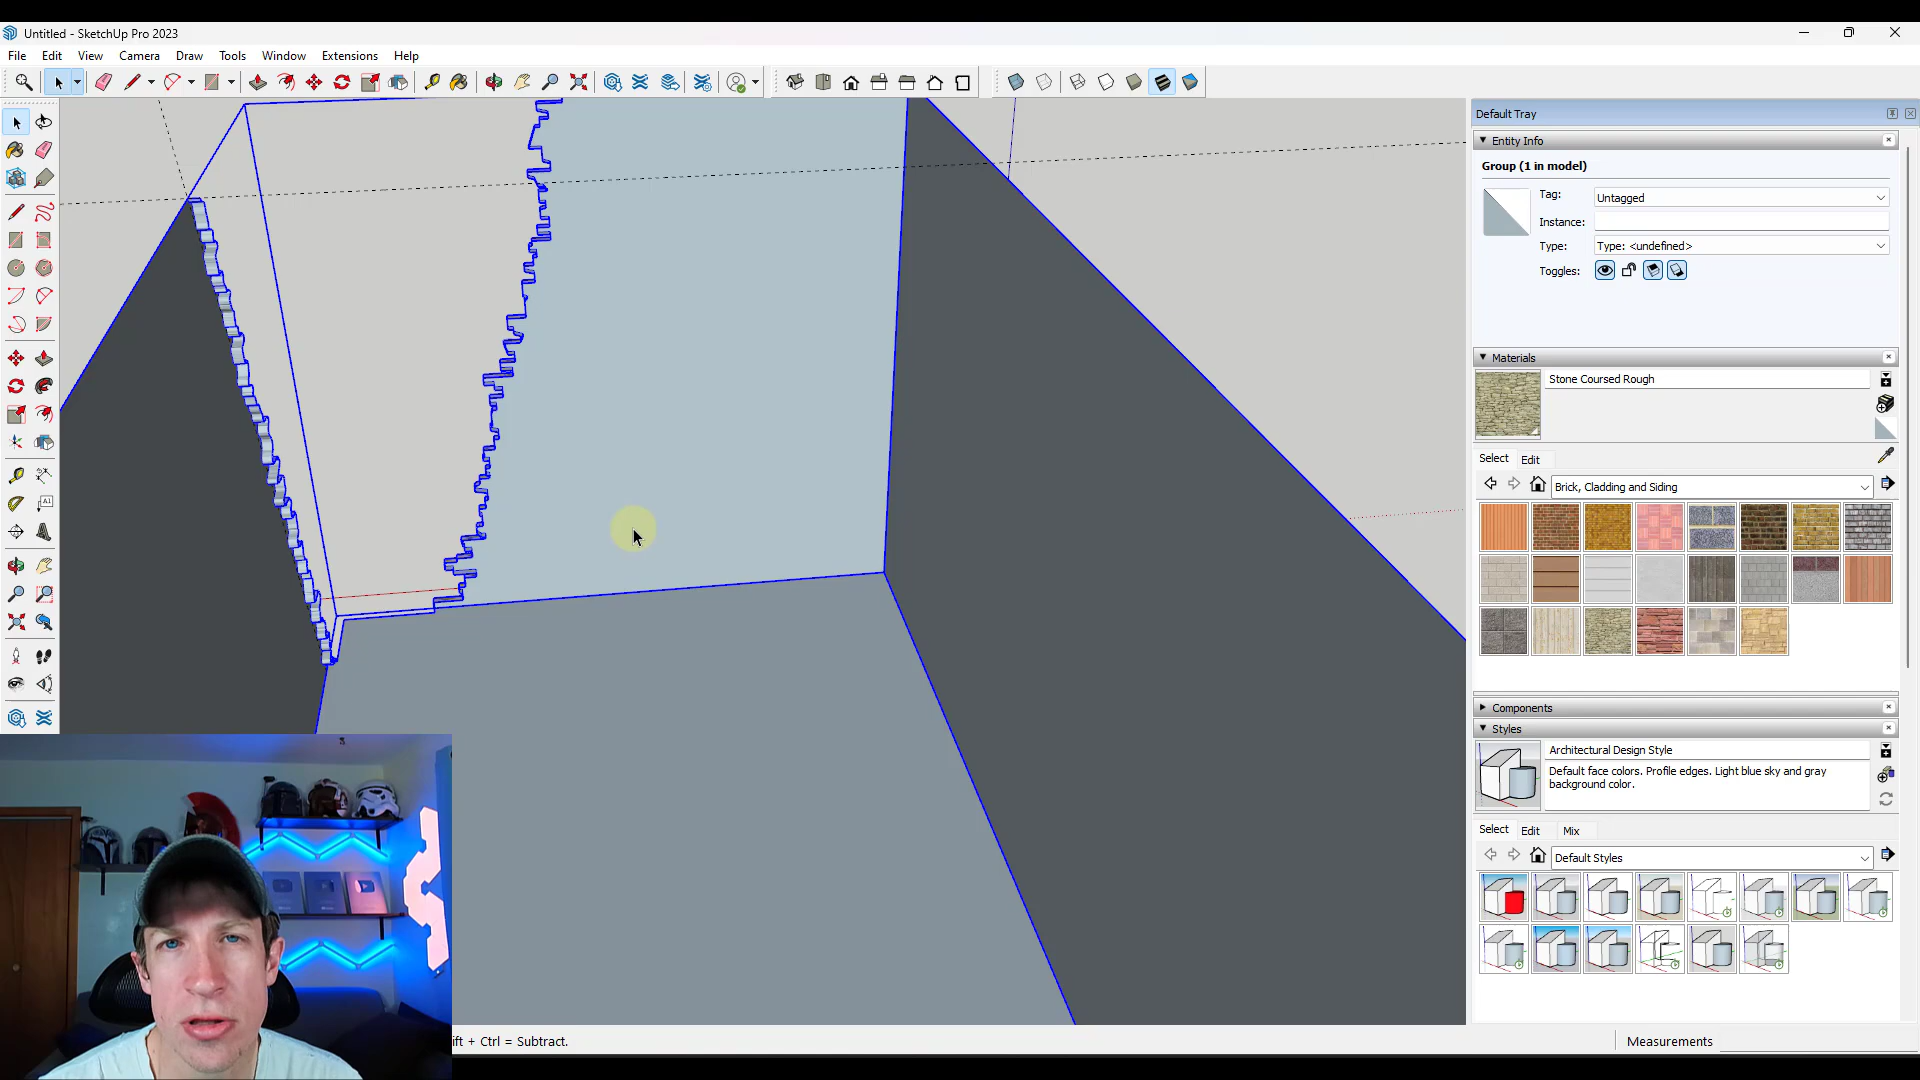 Untitled - SketchUp Pro 2023
File Edit View Camera Draw Tools Window Extensions Help
Default Tray
Entity Info
Group (1 in model)
Tag: Untagged
Instance:
Type: Type: <undefined>
Toggles:
Materials
Stone Coursed Rough
Select Edit
Brick, Cladding and Siding
Components
Styles
Architectural Design Style
Default face colors. Profile edges. Light blue sky and gray
background color.
Select Edit Mix
Default Styles
ift + Ctrl = Subtract.
Measurements